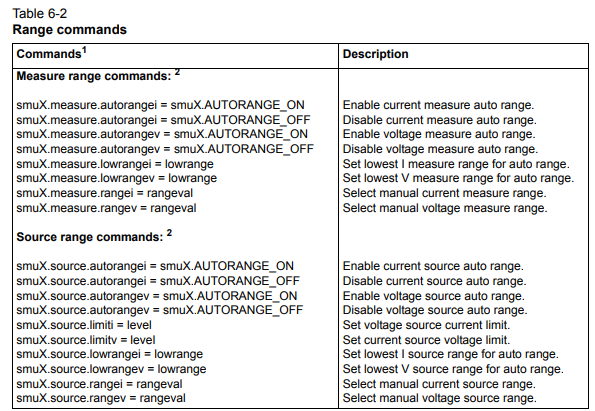 Table 6-2
Range commands
Commands1 Description
Measure range commands: 2
smuX.measure.autorangei = smuX.AUTORANGE_ON Enable current measure auto range.
smuX.measure.autorangei = smuX.AUTORANGE_OFF Disable current measure auto range.
smuX.measure.autorangev = smuX.AUTORANGE_ON Enable voltage measure auto range.
smuX.measure.autorangev = smuX.AUTORANGE_OFF Disable voltage measure auto range.
smuX.measure.lowrangei = lowrange Set lowest I measure range for auto range.
smuX.measure.lowrangev = lowrange Set lowest V measure range for auto range.
smuX.measure.rangei = rangeval Select manual current measure range.
smuX.measure.rangev = rangeval Select manual voltage measure range.
Source range commands: 2
smuX.source.autorangei = smuX.AUTORANGE_ON Enable current source auto range.
smuX.source.autorangei = smuX.AUTORANGE_OFF Disable current source auto range.
smuX.source.autorangev = smuX.AUTORANGE_ON Enable voltage source auto range.
smuX.source.autorangev = smuX.AUTORANGE_OFF Disable voltage source auto range.
smuX.source.limiti = level Set voltage source current limit.
smuX.source.limitv = level Set current source voltage limit.
smuX.source.lowrangei = lowrange Set lowest I source range for auto range.
smuX.source.lowrangev = lowrange Set lowest V source range for auto range.
smuX.source.rangei = rangeval Select manual current source range.
smuX.source.rangev = rangeval Select manual voltage source range.